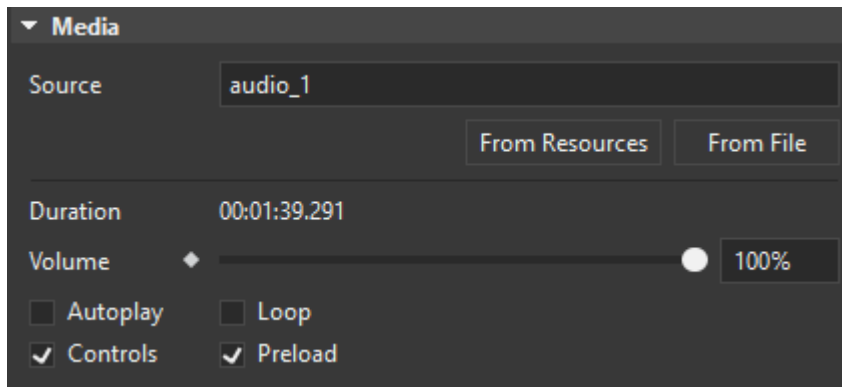 Media
Source audio_1
From Resources From File
Duration 00:01:39.291
Volume 100%
Autoplay Loop
Controls Preload